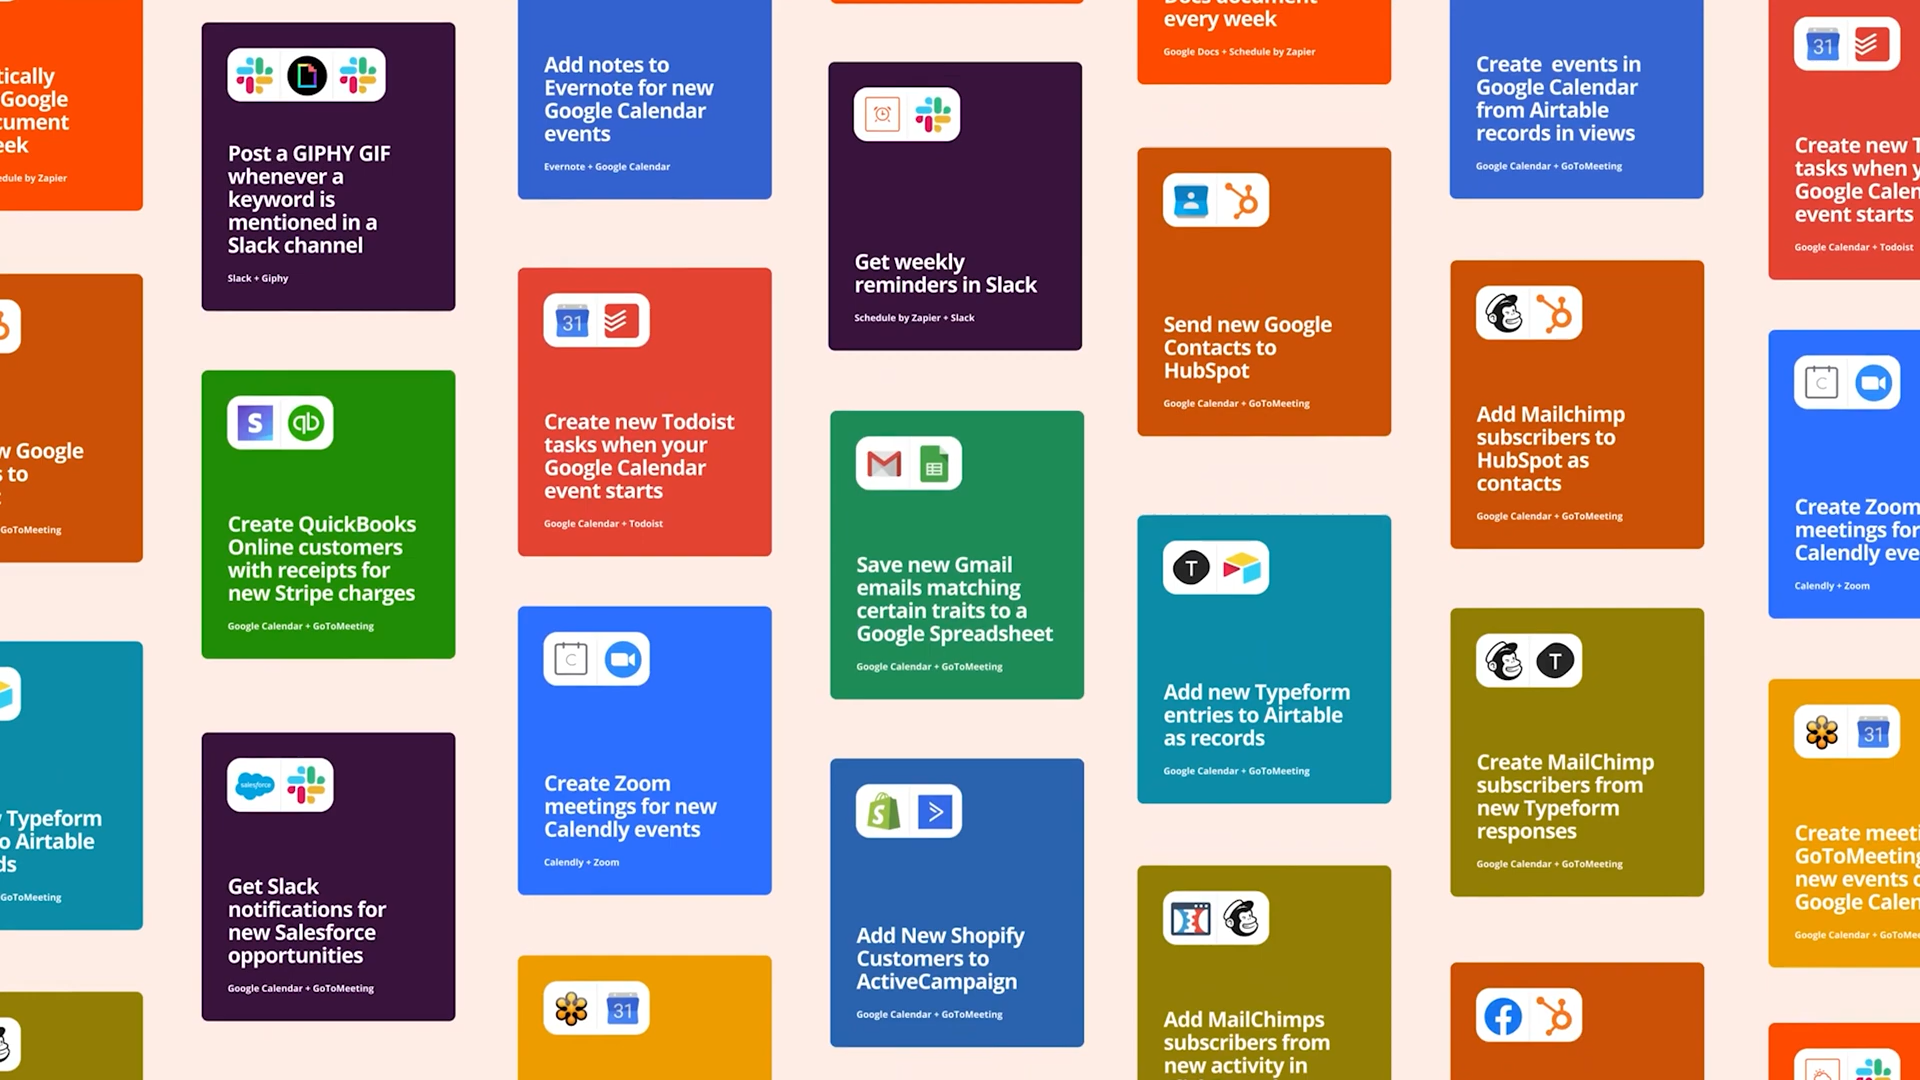 tically
Google
cument
eek
edule by Zapier
w Google
s to
GoToMeeting
Typeform
o Airtable
ds
GoToMeeting
Post a GIPHY GIF
whenever a
keyword is
mentioned in a
Slack channel
Slack + Giphy
S
qb
Create QuickBooks
Online customers
with receipts for
new Stripe charges
Google Calendar + GoToMeeting
salesforce
Get Slack
notifications for
new Salesforce
opportunities
Google Calendar + GoToMeeting
Add notes to
Evernote for new
Google Calendar
events
Evernote + Google Calendar
31
Create new Todoist
tasks when your
Google Calendar
event starts
Google Calendar + Todoist
C
Create Zoom
meetings for new
Calendly events
Calendly + Zoom
31
Get weekly
reminders in Slack
Schedule by Zapier + Slack
Save new Gmail
emails matching
certain traits to a
Google Spreadsheet
Google Calendar + GoToMeeting
S
Add New Shopify
Customers to
ActiveCampaign
Google Calendar + GoToMeeting
Docs document
every week
Google Docs + Schedule by Zapier
Send new Google
Contacts to
HubSpot
Google Calendar + GoToMeeting
T
Add new Typeform
entries to Airtable
as records
Google Calendar + GoToMeeting
Add MailChimps
subscribers from
new activity in
Create events in
Google Calendar
from Airtable
records in views
Google Calendar + GoToMeeting
Add Mailchimp
subscribers to
HubSpot as
contacts
Google Calendar + GoToMeeting
T
Create MailChimp
subscribers from
new Typeform
responses
Google Calendar + GoToMeeting
31
Create new T
tasks when y
Google Calen
event starts
Google Calendar + Todoist
C
Create Zoom
meetings for
Calendly eve
Calendly + Zoom
31
Create meeti
GoToMeeting
new events o
Google Calen
Google Calendar + GoToMee